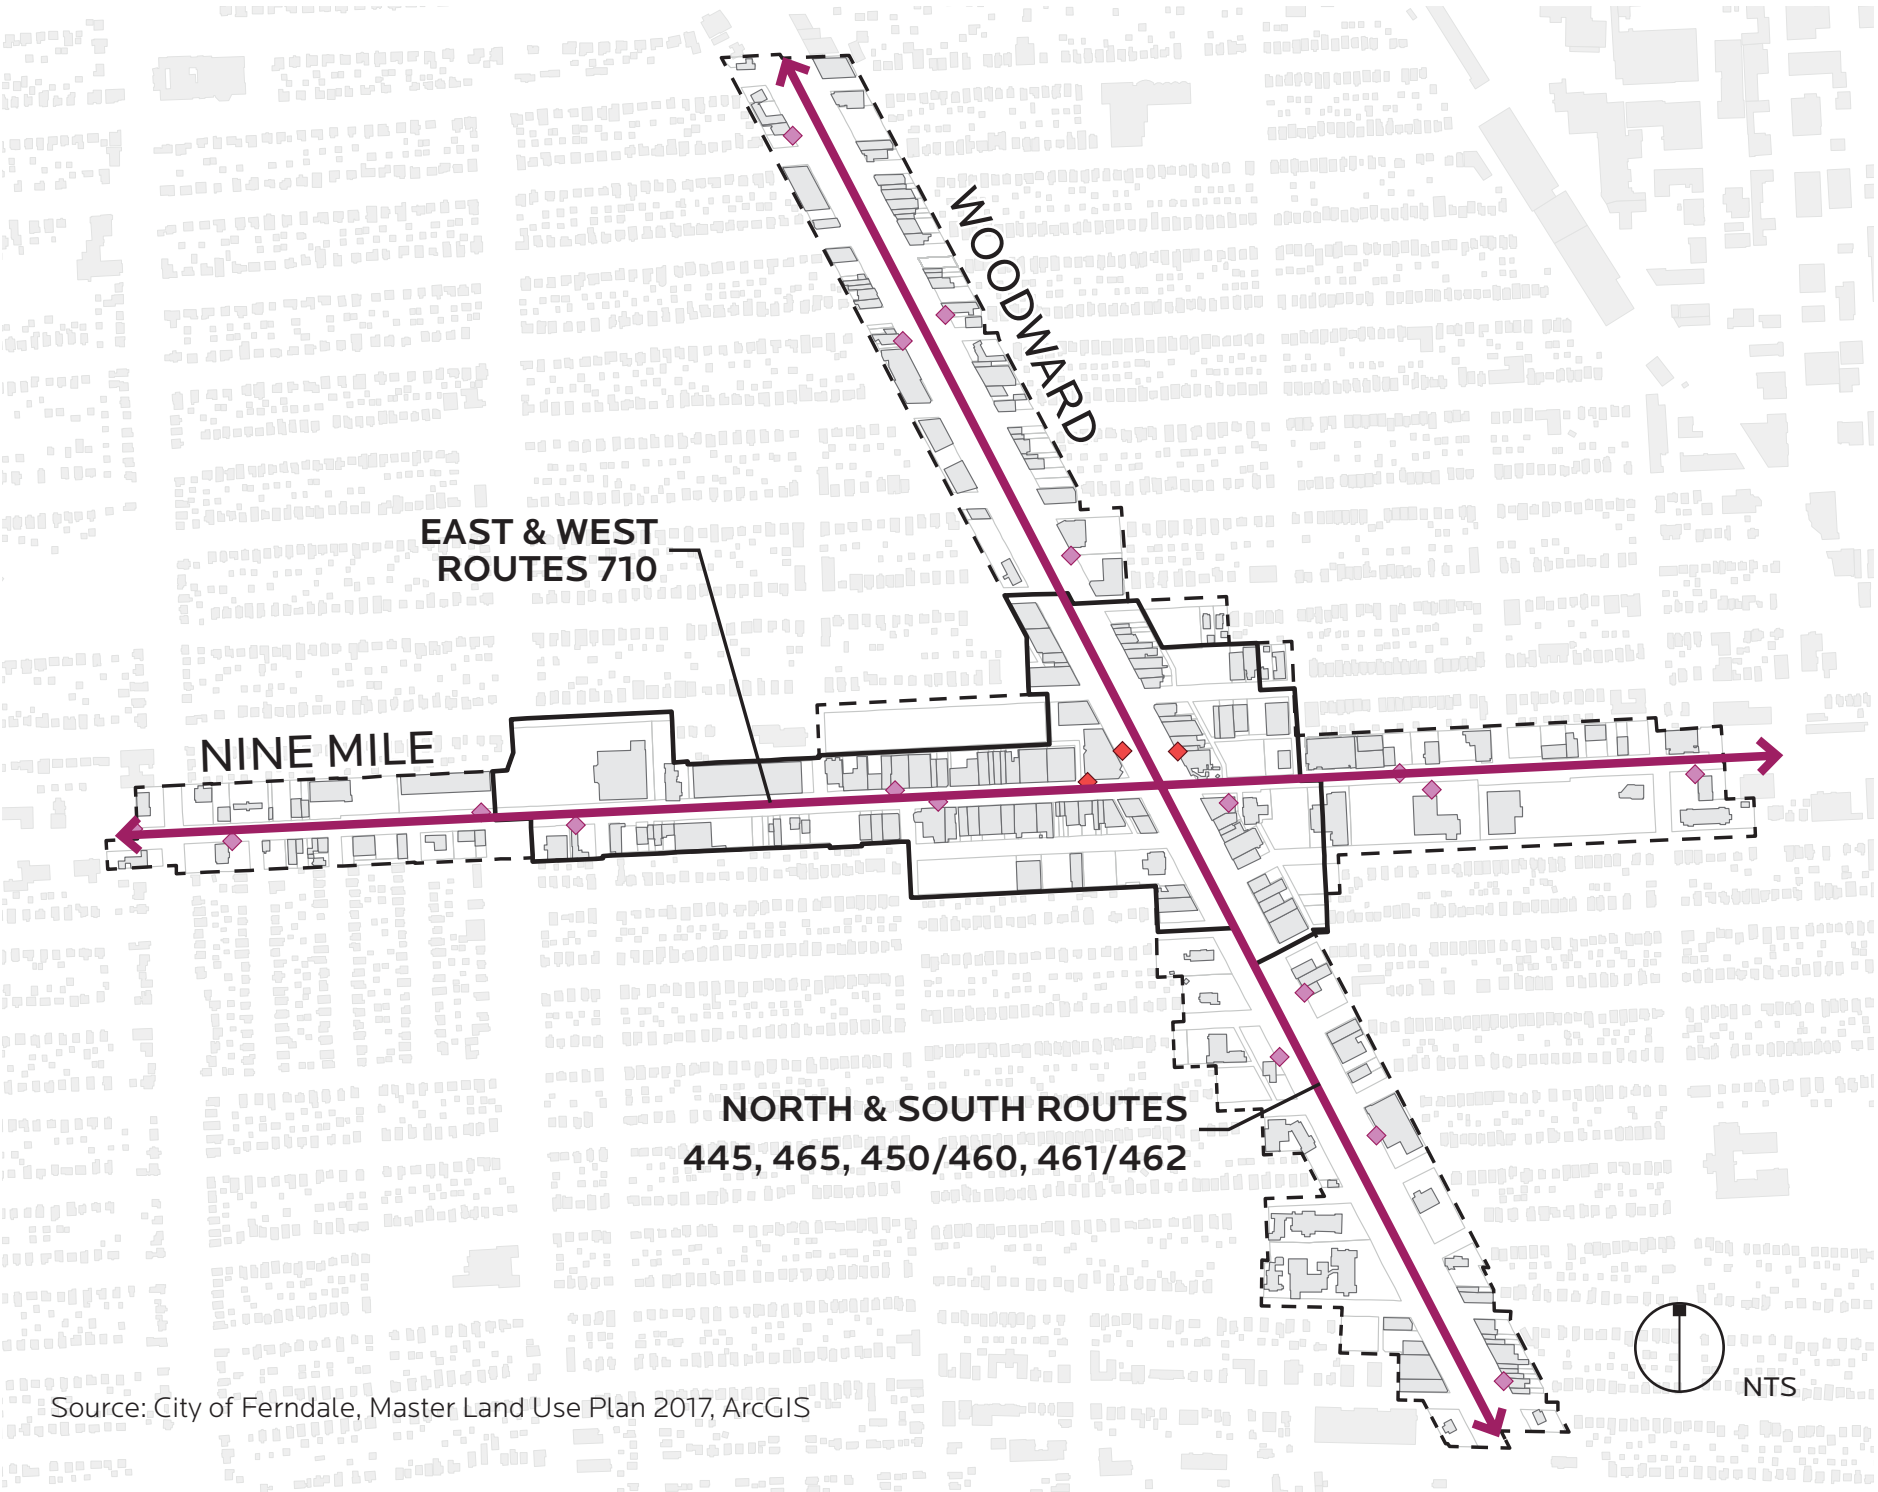 WOODWARD
EAST & WEST
ROUTES 710
NINE MILE
NORTH & SOUTH ROUTES
445, 465, 450/460, 461/462
NTS
Source: City of Ferndale, Master Land Use Plan 2017, ArcGIS